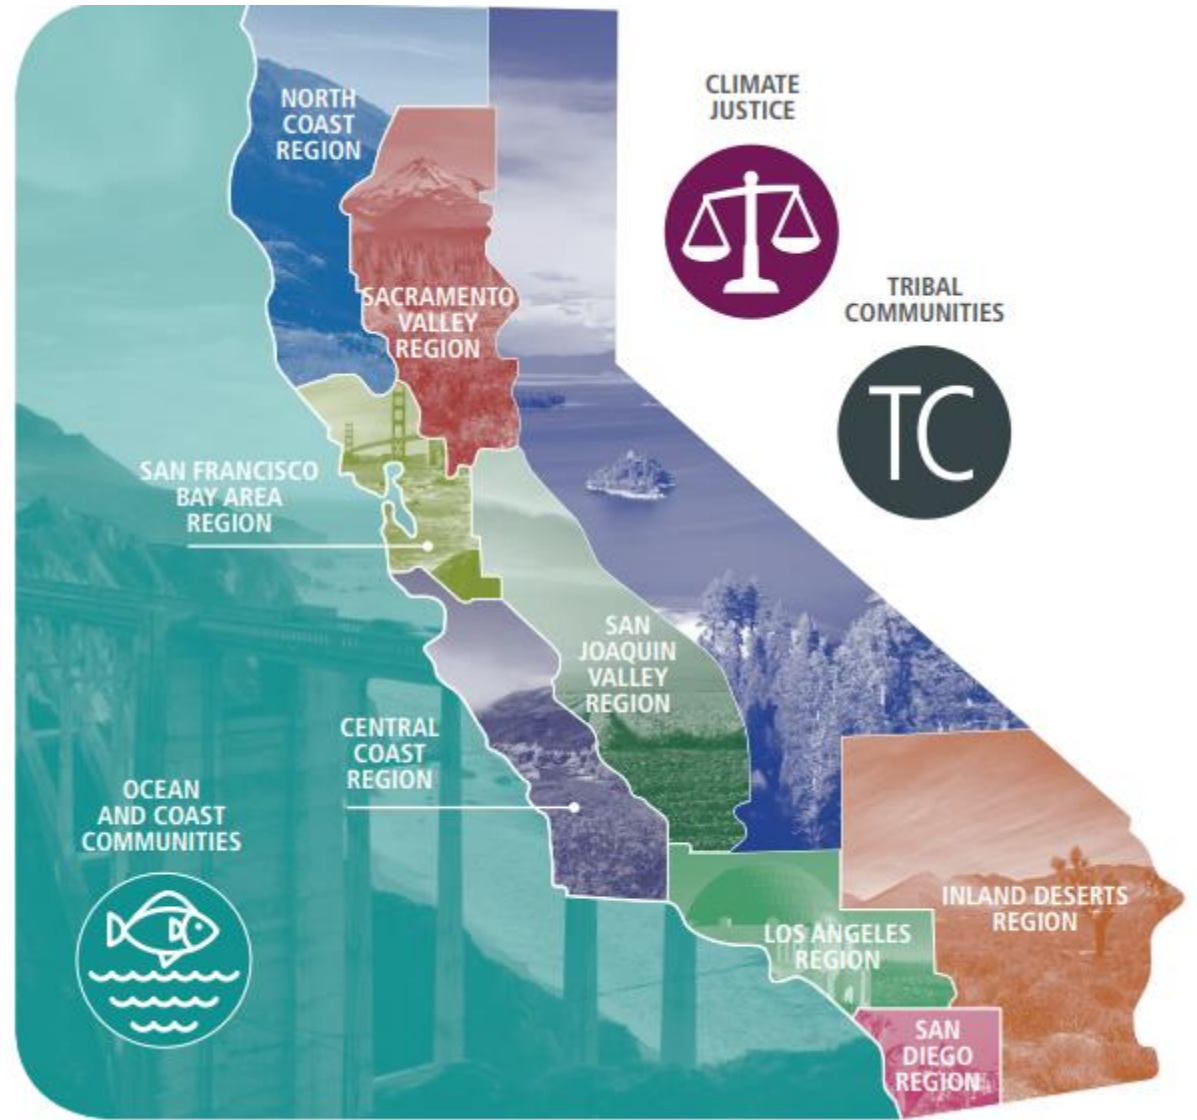 CLIMATE
JUSTICE
NORTH
COAST
REGION
TRIBAL
COMMUNITIES
TC
SACRAMENTO
VALLEY
REGION
SAN FRANCISCO
BAY AREA
REGION
SAN
JOAQUIN
VALLEY
REGION
CENTRAL
COAST
REGION
OCEAN
AND COAST
COMMUNITIES
INLAND DESERTS
REGION
LOS ANGELES
REGION
SAN
DIEGO
REGION